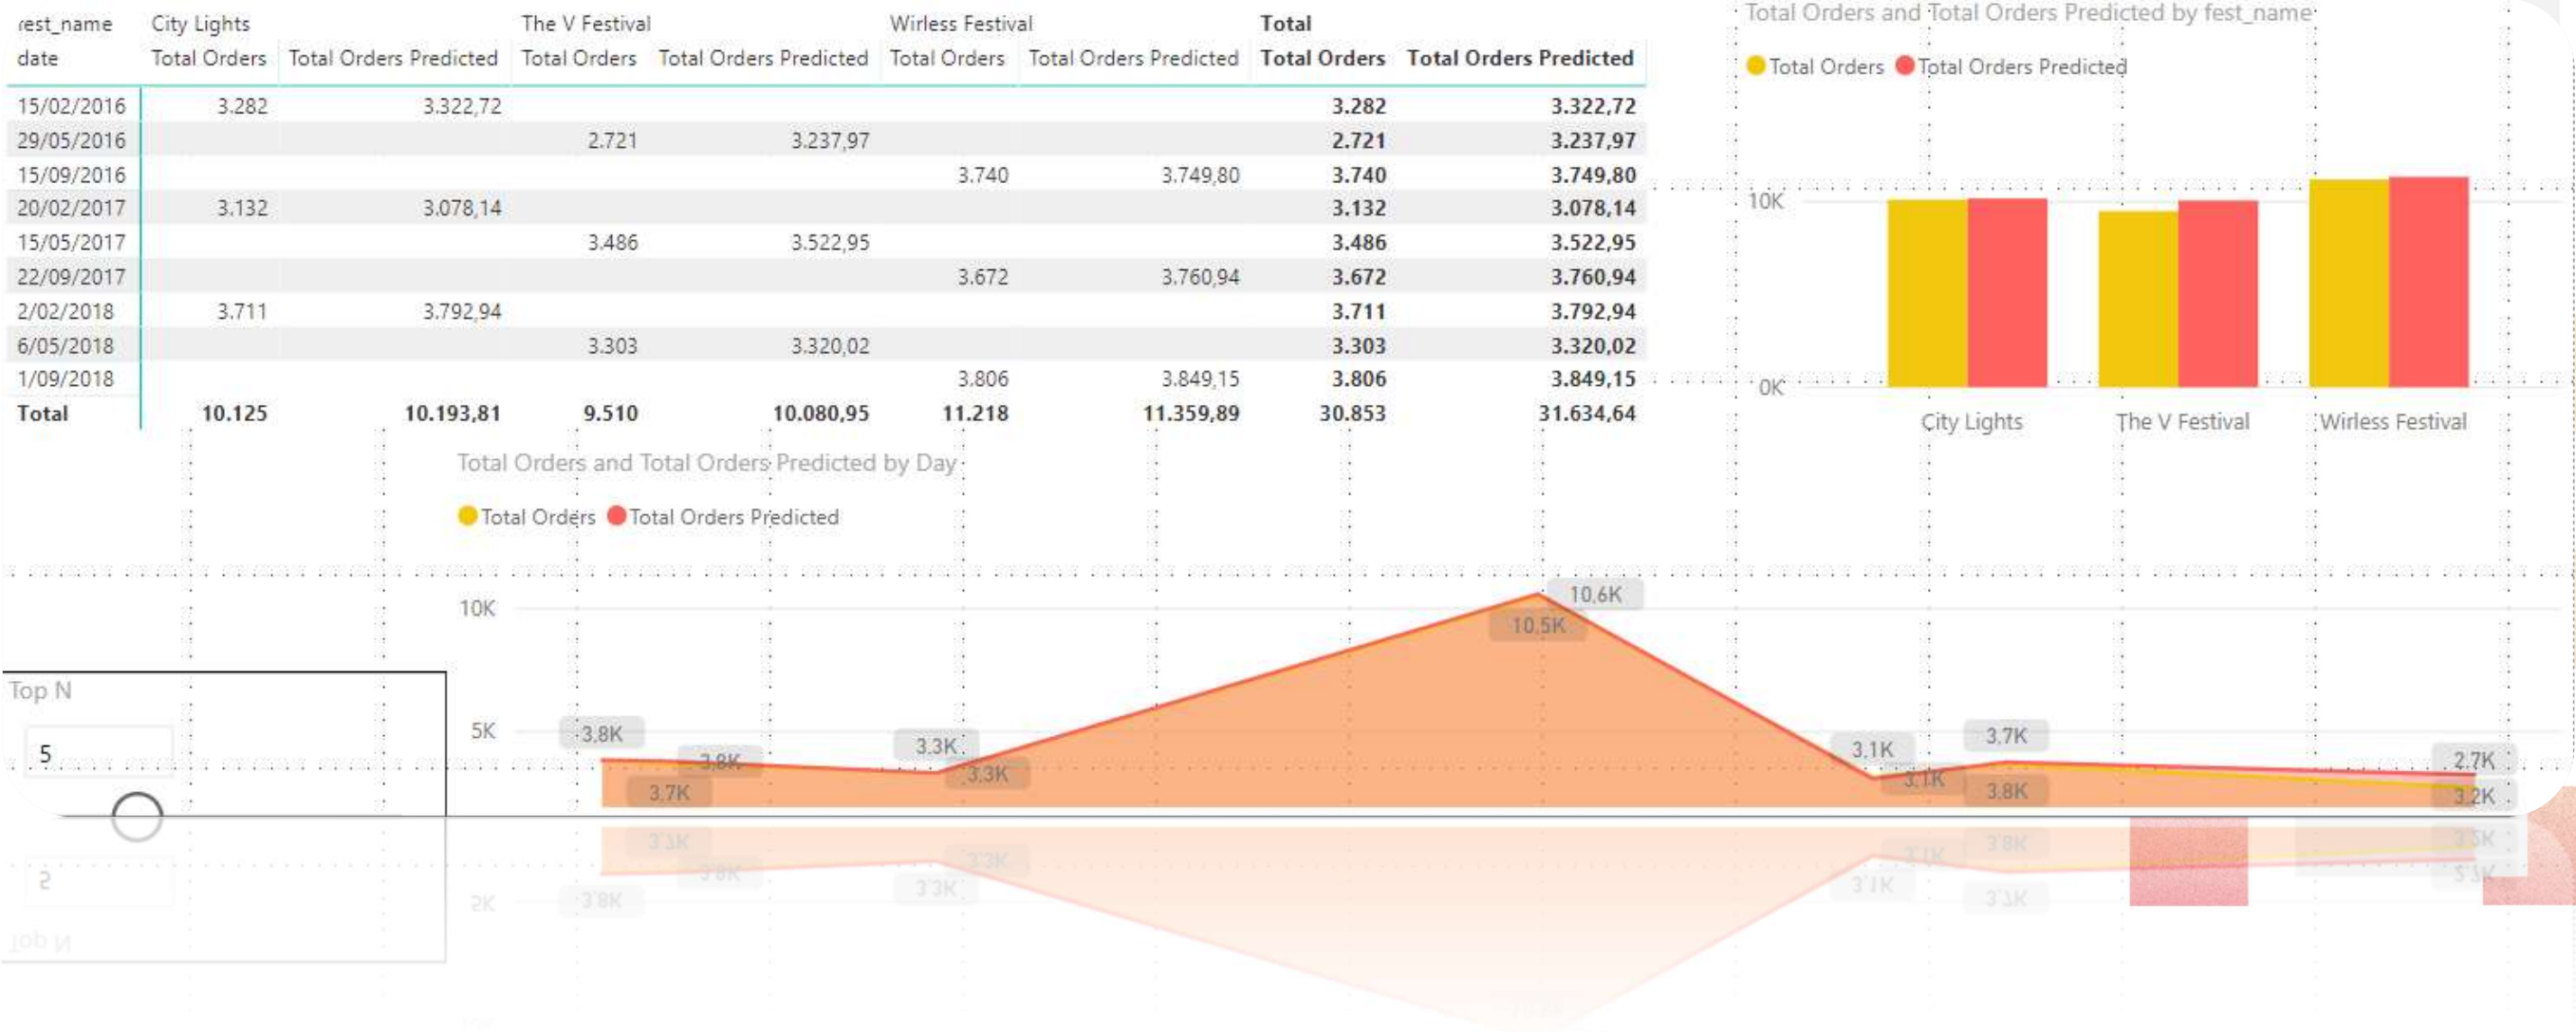 rest_name City Lights The V Festival Wirless Festival Total
date Total Orders Total Orders Predicted Total Orders Total Orders Predicted Total Orders Total Orders Predicted Total Orders Total Orders Predicted
15/02/2016 3.282 3.322,72 3.282 3.322,72
29/05/2016 2.721 3.237,97 2.721 3.237,97
15/09/2016 3.740 3.749,80 3.740 3.749,80
20/02/2017 3.132 3.078,14 3.132 3.078,14
15/05/2017 3.486 3.522,95 3.486 3.522,95
22/09/2017 3.672 3.760,94 3.672 3.760,94
2/02/2018 3.711 3.792,94 3.711 3.792,94
6/05/2018 3.303 3.320,02 3.303 3.320,02
1/09/2018 3.806 3.849,15 3.806 3.849,15
Total 10.125 10.193,81 9.510 10.080,95 11.218 11.359,89 30.853 31.634,64
Total Orders and Total Orders Predicted by fest_name
Total Orders Total Orders Predicted
10K
0K
City Lights The V Festival Wirless Festival
Total Orders and Total Orders Predicted by Day
Total Orders Total Orders Predicted
10K
5K
10,6K
10,5K
3,8K
3,8K
3,7K
3,3K
3,3K
3,1K
3,1K
3,7K
3,8K
2,7K
3,2K
Top N
5